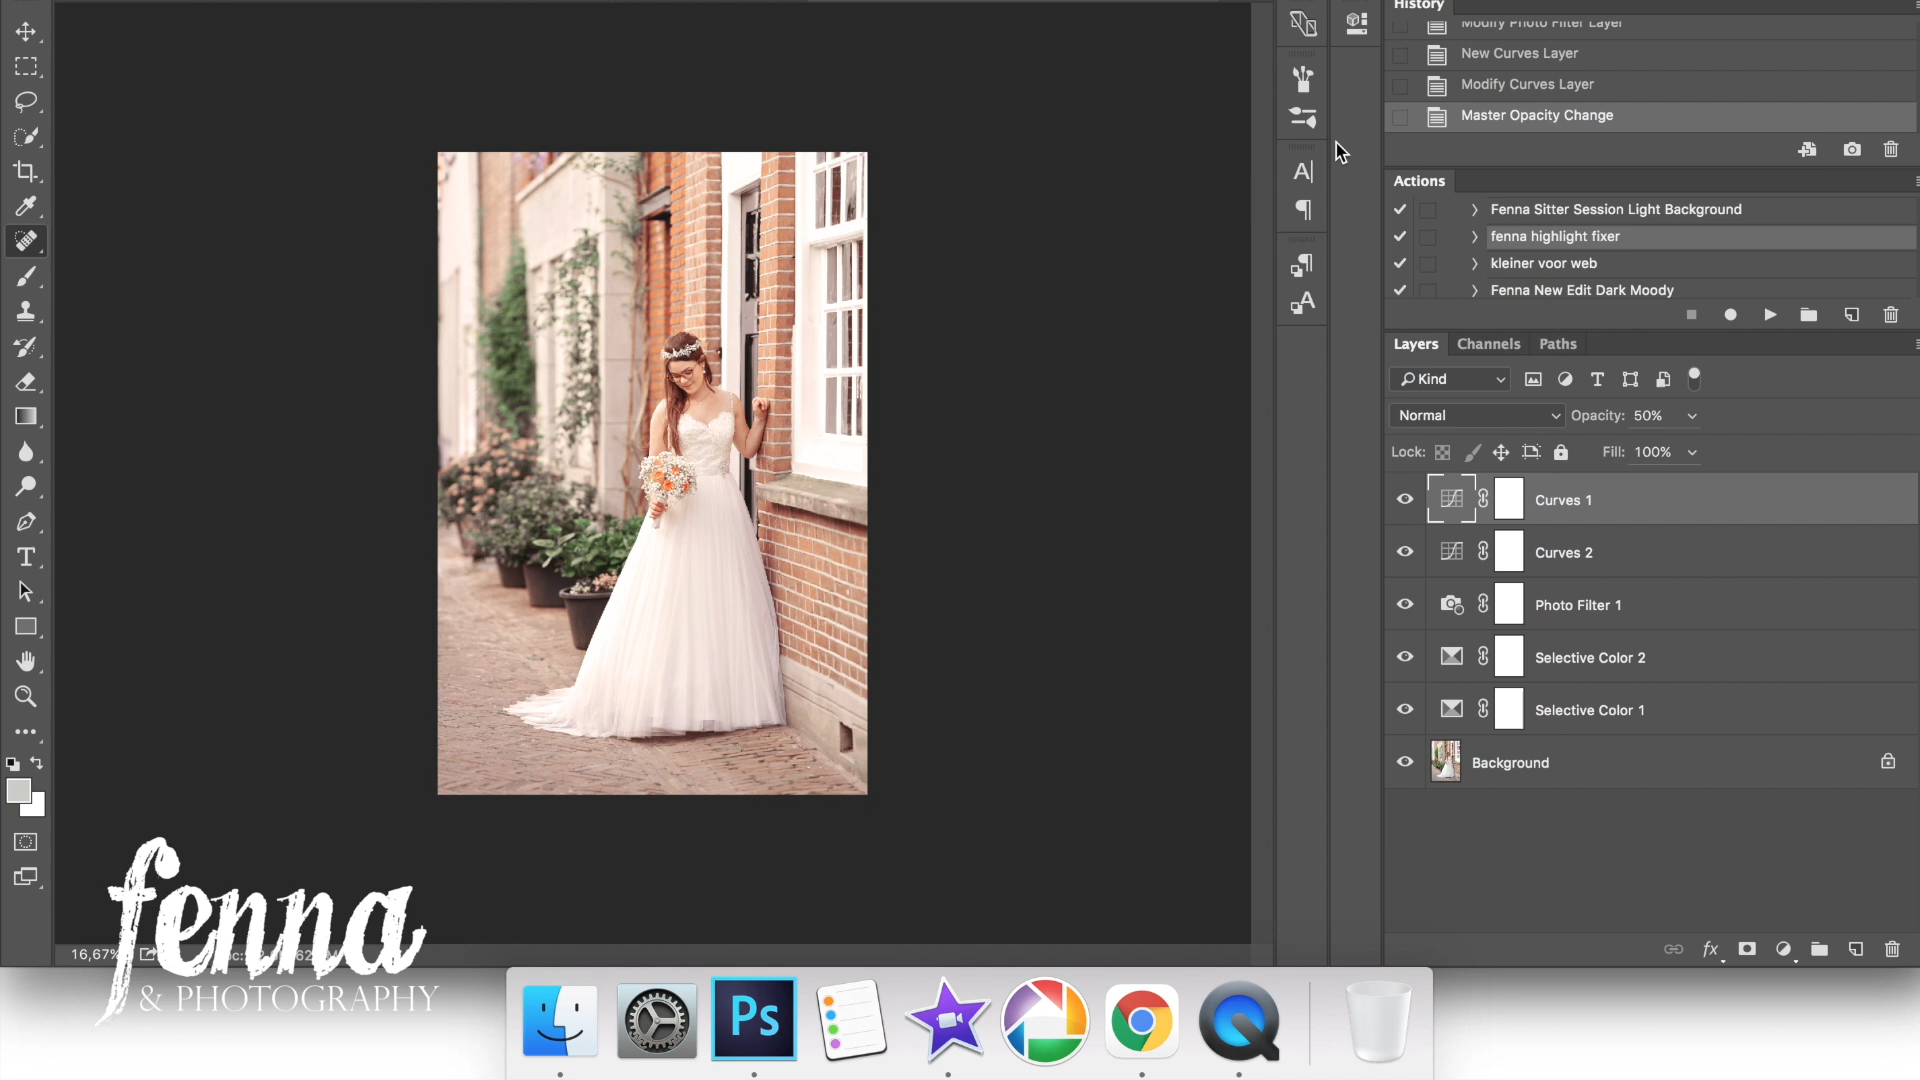 History
Modify Photo Filter Layer
New Curves Layer
Modify Curves Layer
Master Opacity Change
Actions
Fenna Sitter Session Light Background
fenna highlight fixer
kleiner voor web
Fenna New Edit Dark Moody
Layers Channels Paths
Kind
Normal Opacity: 50%
Lock: Fill: 100%
Curves 1
Curves 2
Photo Filter 1
Selective Color 2
Selective Color 1
Background
fx
16,67%
fenna
& PHOTOGRAPHY
Ps